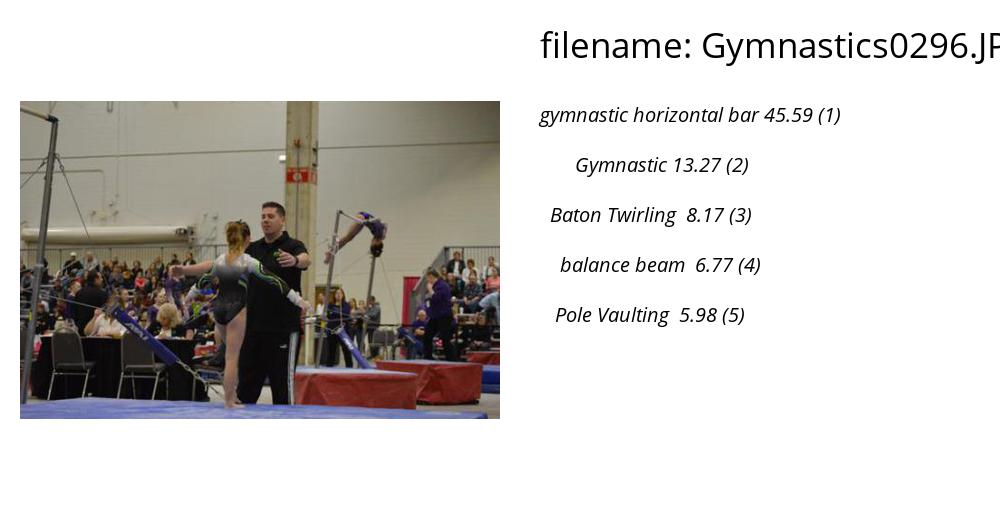 filename: Gymnastics0296.JP
gymnastic horizontal bar 45.59 (1)
Gymnastic 13.27 (2)
Baton Twirling 8.17 (3)
balance beam 6.77 (4)
Pole Vaulting 5.98 (5)